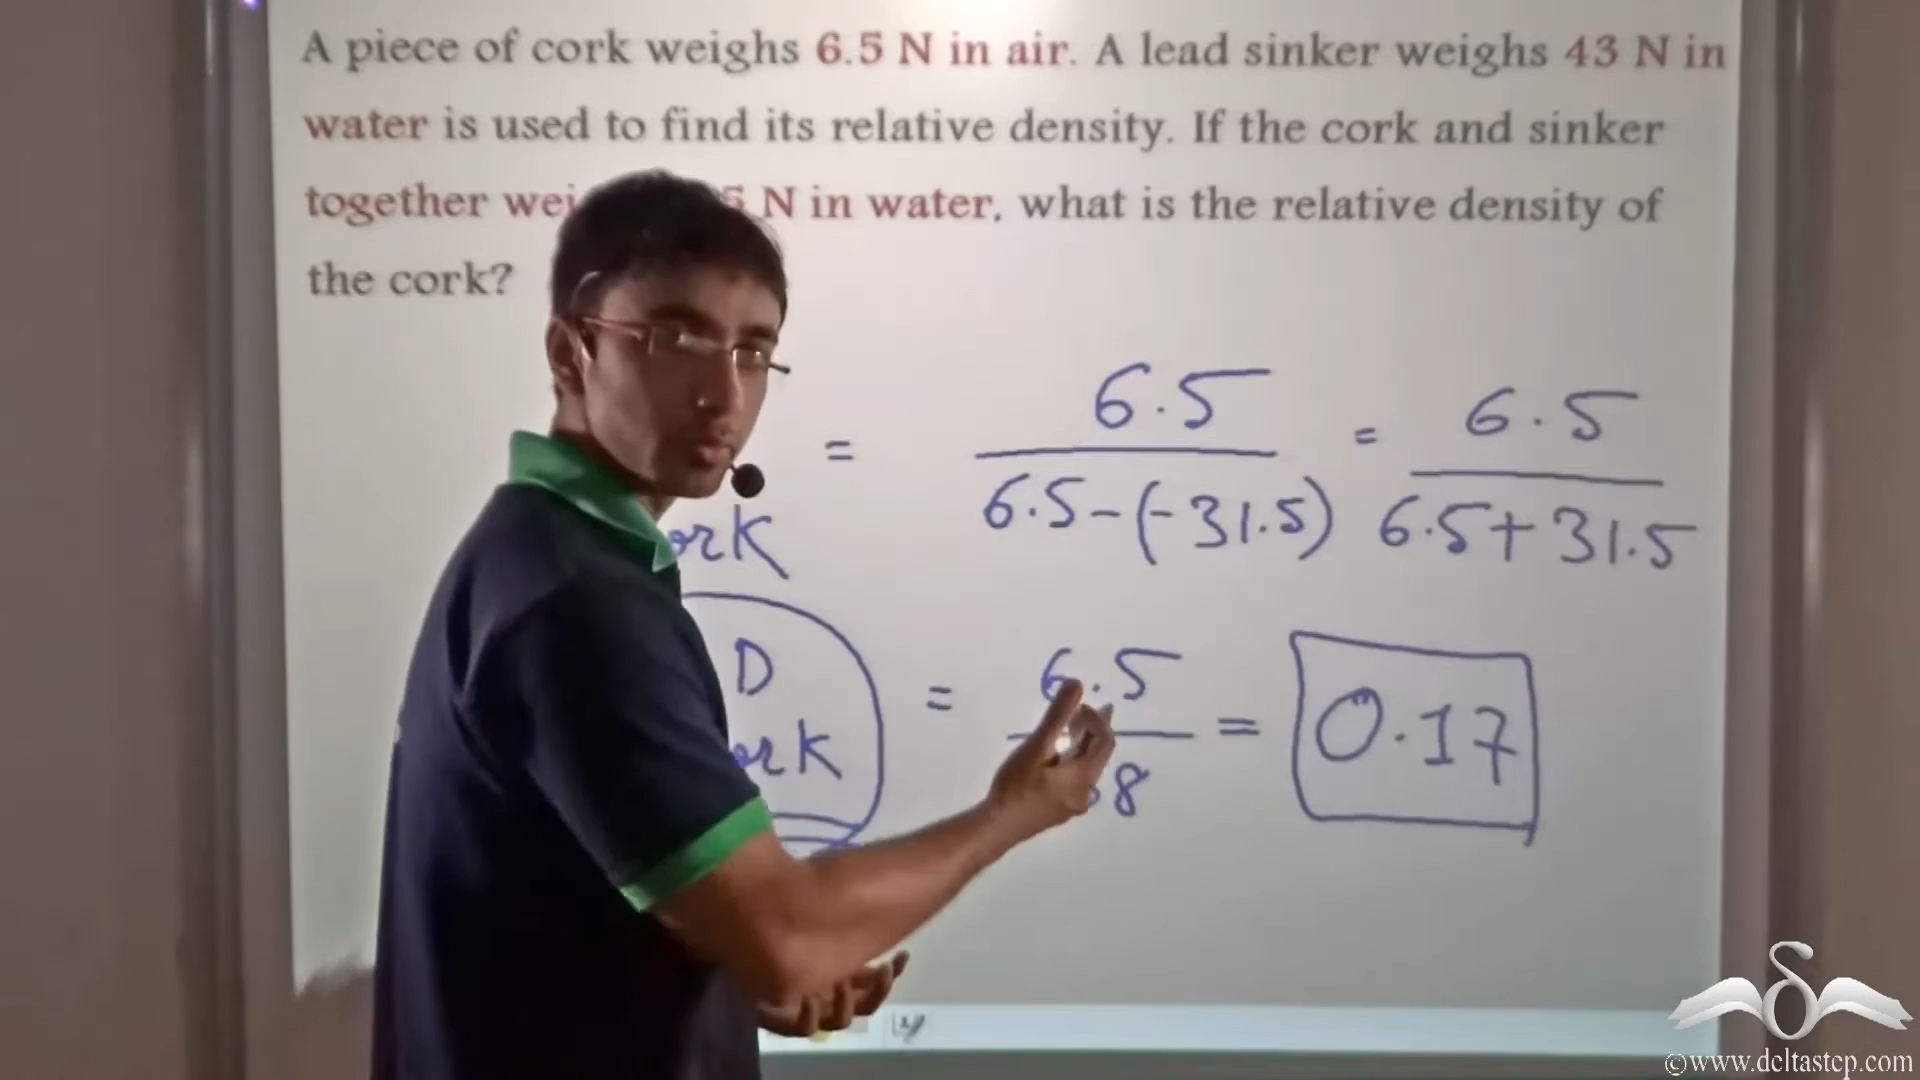 A piece of cork weighs 6.5 N in air. A lead sinker weighs 43 N in
water is used to find its relative density. If the cork and sinker
together N in water, what is the relative density of
the cork?
= 6.5 / 6.5-(-31.5) = 6.5 / 6.5+31.5
D = 6.5 / 8 = 0.17
©www.deltastep.com